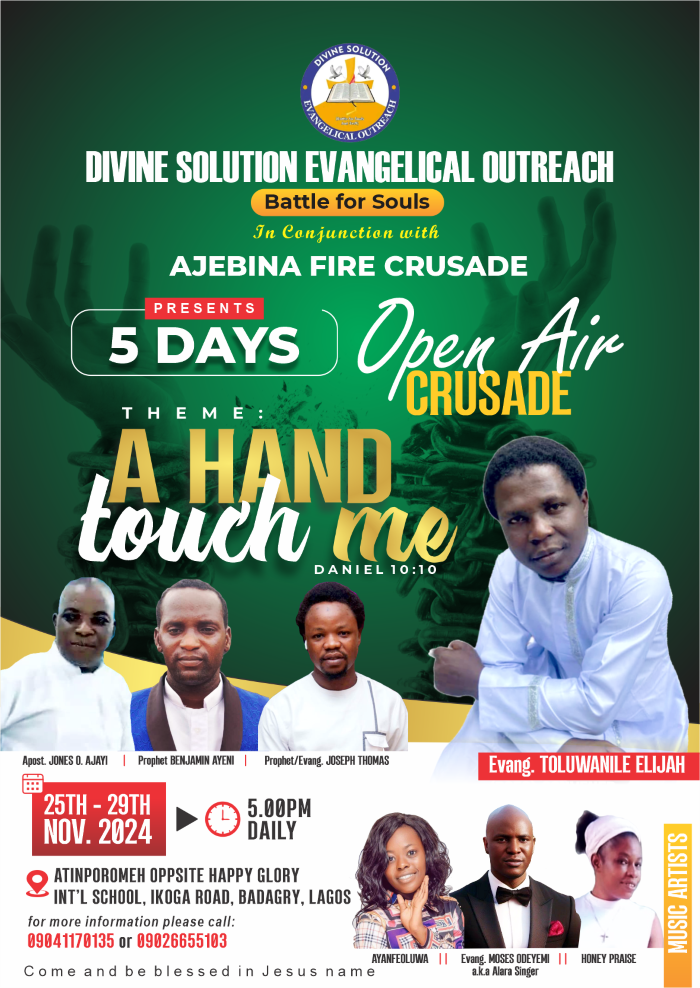 DIVINE SOLUTION
EVANGELICAL OUTREACH
DIVINE SOLUTION EVANGELICAL OUTREACH
Battle for Souls
In Conjunction with
AJEBINA FIRE CRUSADE
PRESENTS
5 DAYS
Open Air
CRUSADE
THEME:
A HAND
touch me
DANIEL 10:10
Apost. JONES O. AJAYI | Prophet BENJAMIN AYENI | Prophet/Evang. JOSEPH THOMAS
Evang. TOLUWANILE ELIJAH
25TH - 29TH
NOV. 2024
5.00PM
DAILY
ATINPOROMEH OPPSITE HAPPY GLORY
INT'L SCHOOL, IKOGA ROAD, BADAGRY, LAGOS
for more information please call:
09041170135 or 09026655103
Come and be blessed in Jesus name
MUSIC ARTISTS
AYANFEOLUWA || Evang. MOSES ODEYEMI || HONEY PRAISE
a.k.a Alara Singer